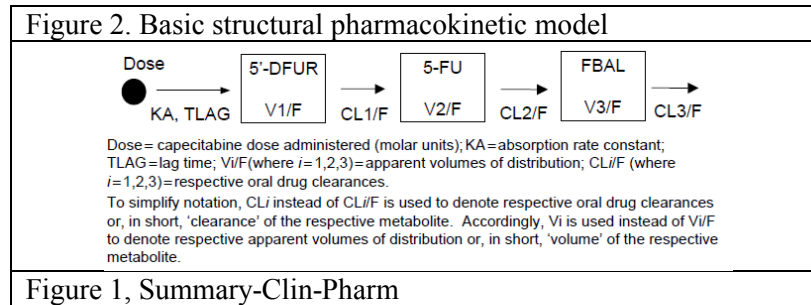 Figure 2. Basic structural pharmacokinetic model
Dose
5'-DFUR
5-FU
FBAL
V1/F
V2/F
V3/F
KA, TLAG
CL1/F
CL2/F
CL3/F
Dose= capecitabine dose administered (molar units); KA=absorption rate constant;
TLAG=lag time; Vi/F(where i=1,2,3)=apparent volumes of distribution; CLi/F (where
i=1,2,3)=respective oral drug clearances.
To simplify notation, CLi instead of CLi/F is used to denote respective oral drug clearances
or, in short, 'clearance' of the respective metabolite. Accordingly, Vi is used instead of Vi/F
to denote respective apparent volumes of distribution or, in short, 'volume' of the respective
metabolite.
Figure 1, Summary-Clin-Pharm